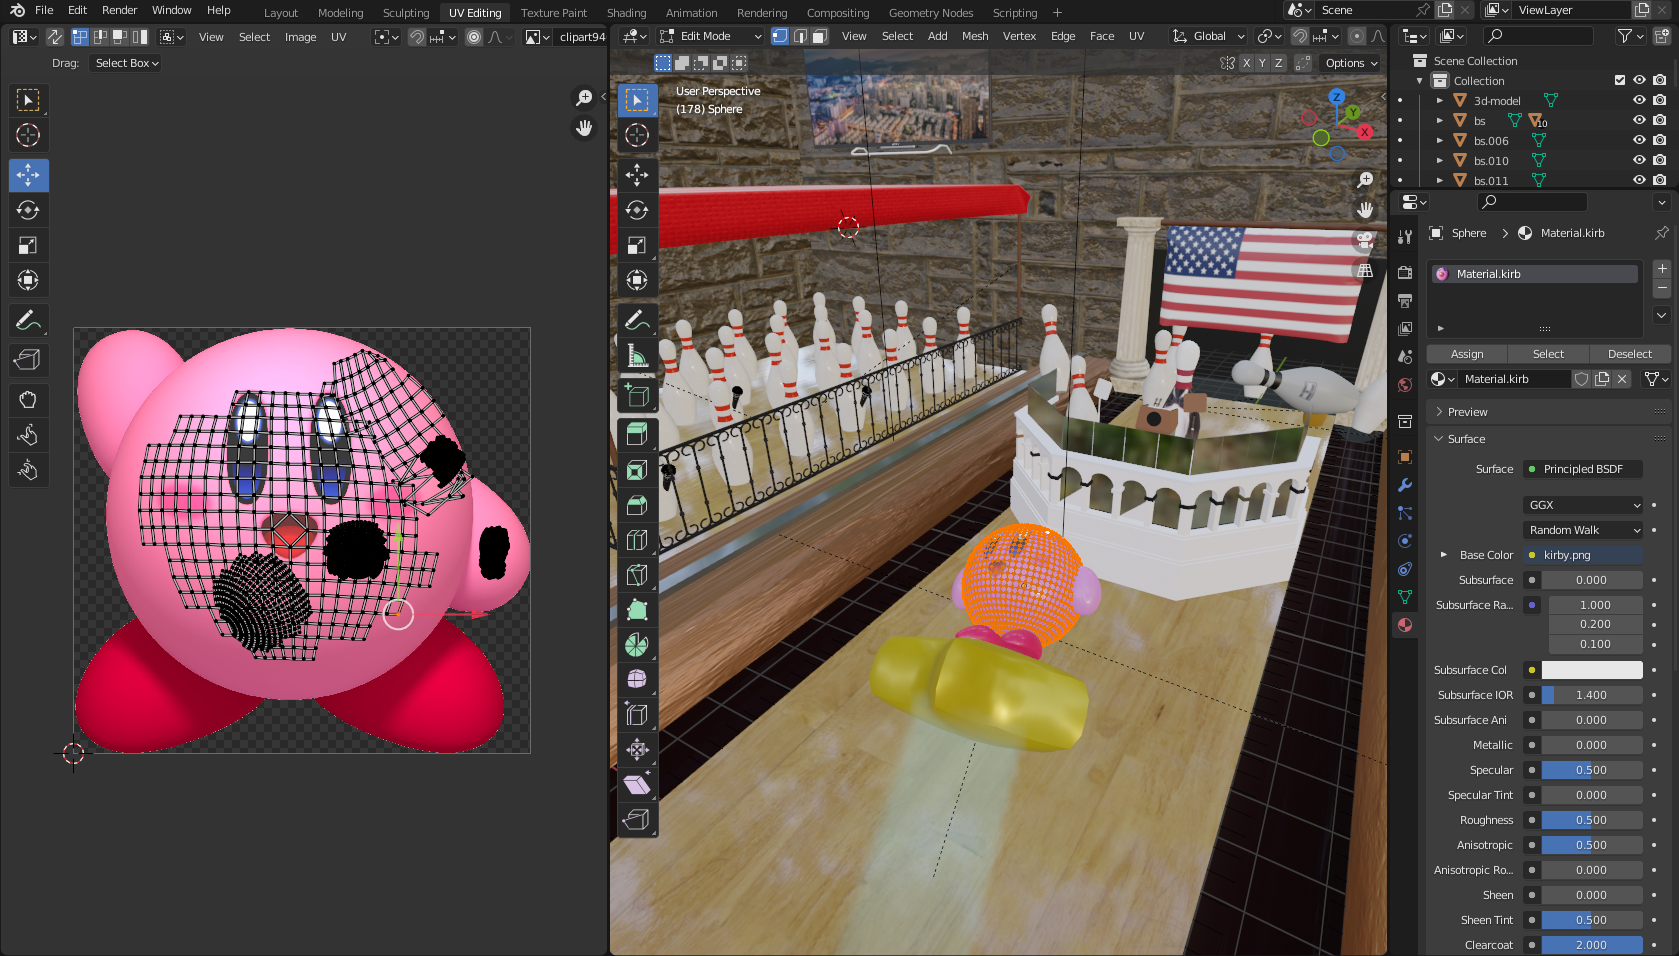 File Edit Render Window Help Layout Modeling Sculpting UV Editing Texture Paint Shading Animation Rendering Compositing Geometry Nodes Scripting + Scene ViewLayer
View Select Image UV clipart94
Edit Mode View Select Add Mesh Vertex Edge Face UV Global
Drag: Select Box
X Y Z Options
User Perspective
(178) Sphere
Z
Y
X
Scene Collection
Collection
3d-model
bs 10
bs.006
bs.010
bs.011
Sphere > Material.kirb
Material.kirb
Assign Select Deselect
Material.kirb
Preview
Surface
Surface Principled BSDF
GGX
Random Walk
Base Color kirby.png
Subsurface 0.000
Subsurface Ra... 1.000
0.200
0.100
Subsurface Col
Subsurface IOR 1.400
Subsurface Ani 0.000
Metallic 0.000
Specular 0.500
Specular Tint 0.000
Roughness 0.500
Anisotropic 0.500
Anisotropic Ro... 0.000
Sheen 0.000
Sheen Tint 0.500
Clearcoat 2.000